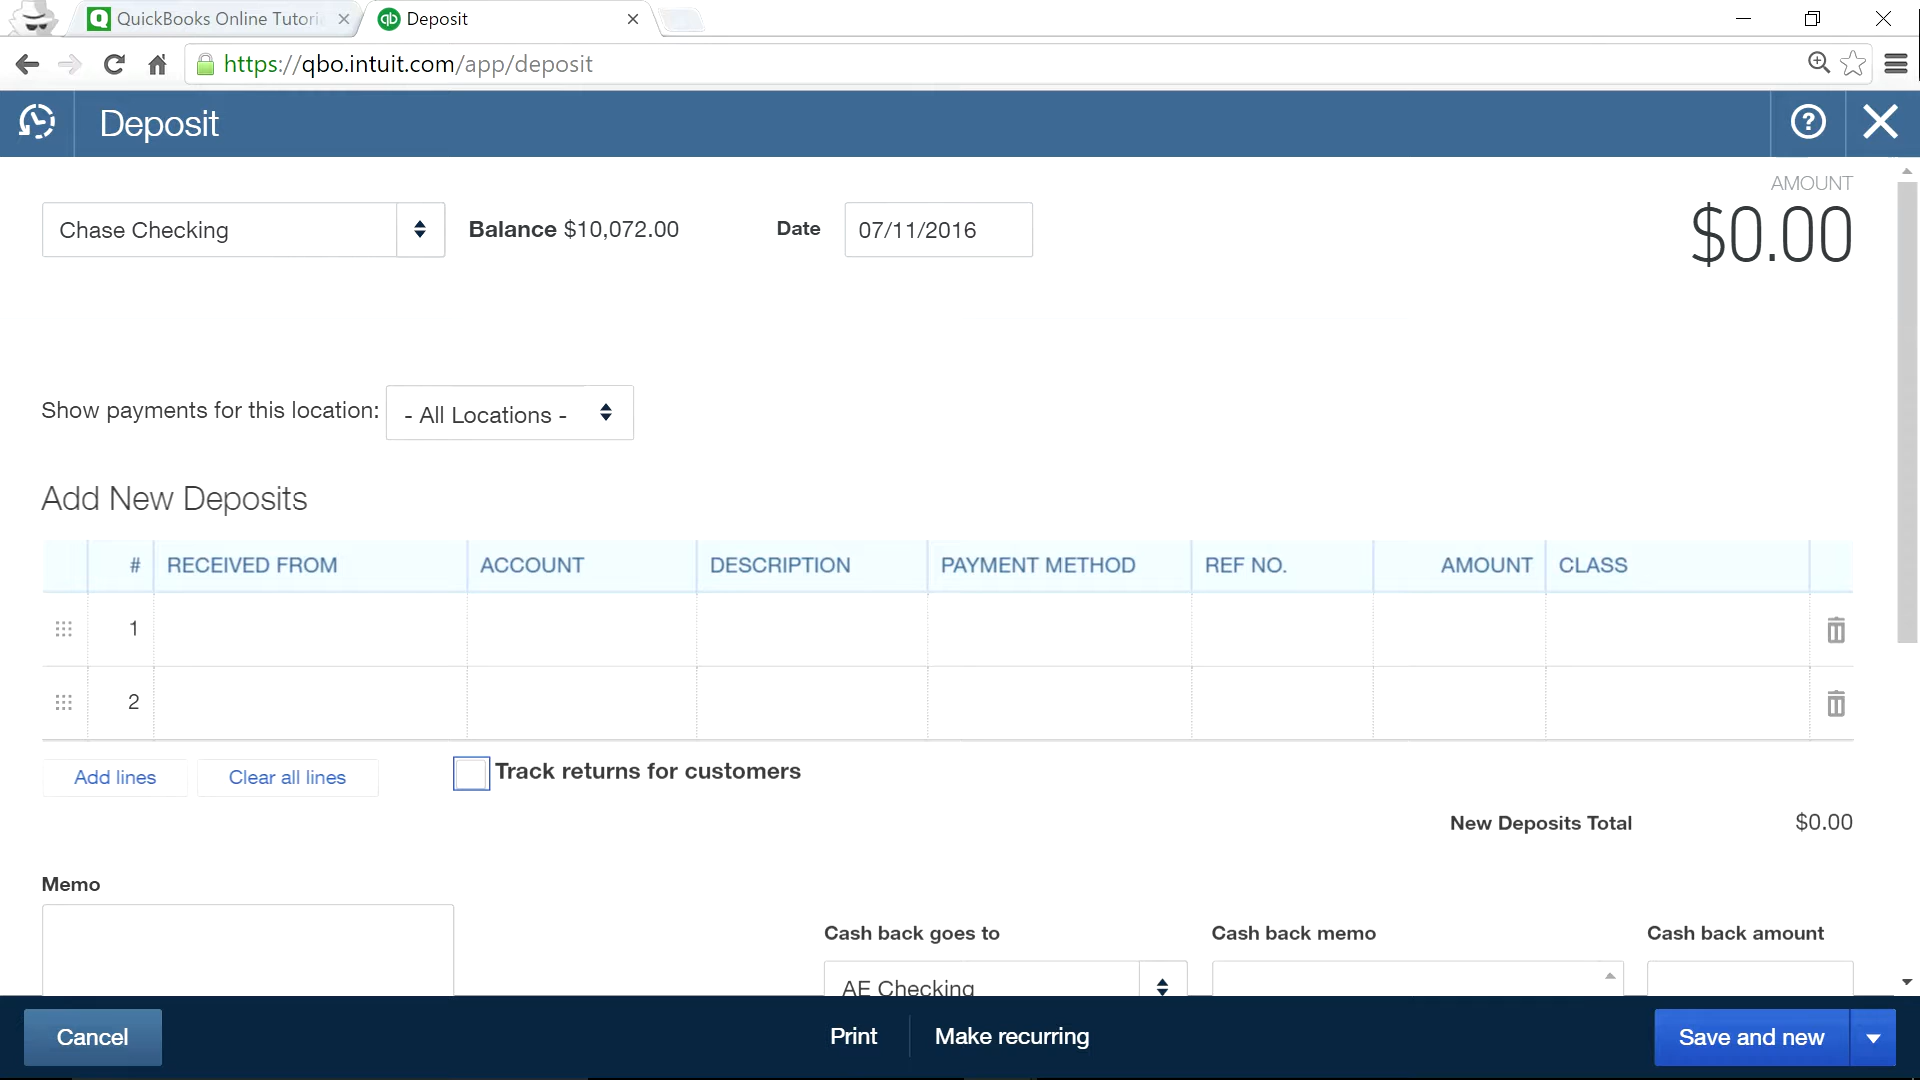 QuickBooks Online Tutori
Deposit
https://qbo.intuit.com/app/deposit
Deposit
AMOUNT
Chase Checking Balance $10,072.00 Date 07/11/2016 $0.00
Show payments for this location: - All Locations -
Add New Deposits
# RECEIVED FROM ACCOUNT DESCRIPTION PAYMENT METHOD REF NO. AMOUNT CLASS
1
2
Add lines Clear all lines Track returns for customers
New Deposits Total $0.00
Memo
Cash back goes to Cash back memo Cash back amount
AE Checking
Cancel Print Make recurring Save and new